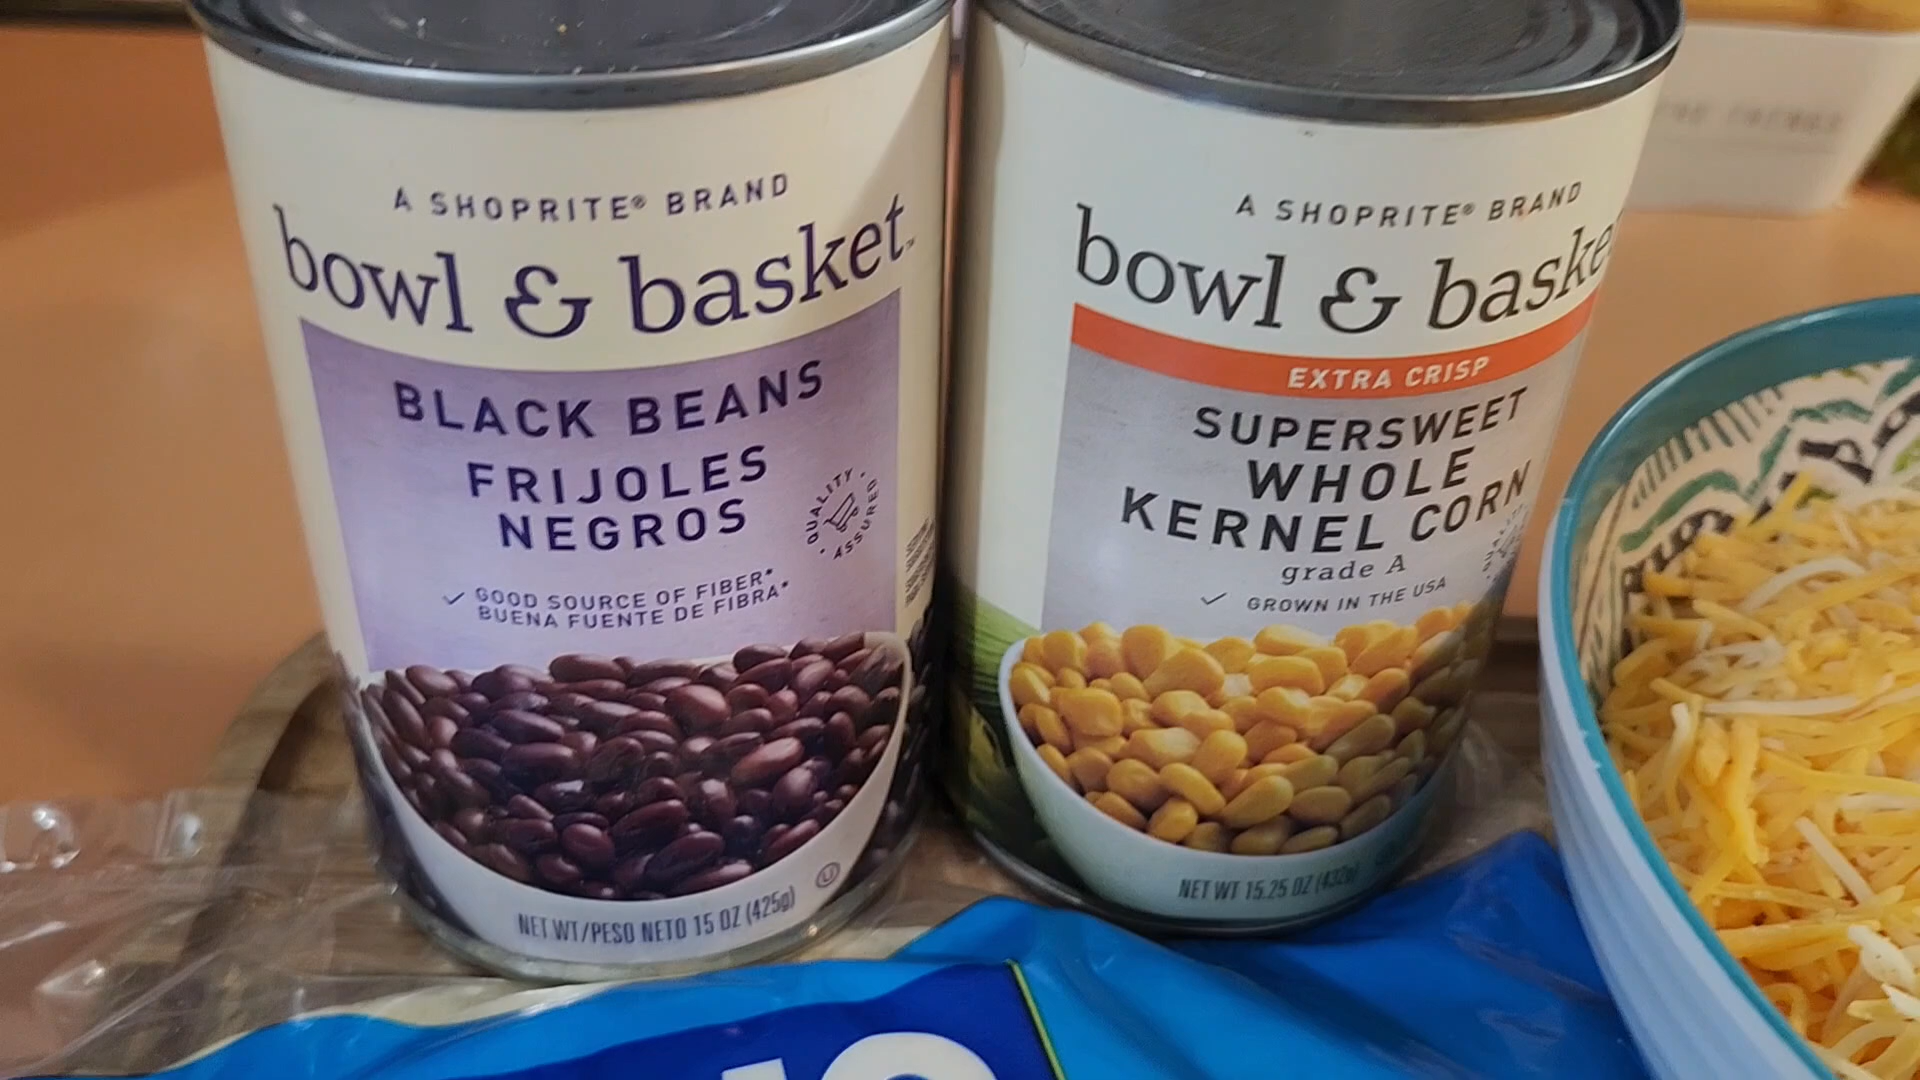 A SHOPRITE® BRAND
bowl & basket™
BLACK BEANS
FRIJOLES
NEGROS
QUALITY ASSURED
✓ GOOD SOURCE OF FIBER*
BUENA FUENTE DE FIBRA*
NET WT/PESO NETO 15 OZ (425g)
U
A SHOPRITE® BRAND
bowl & baske
EXTRA CRISP
SUPERSWEET
WHOLE
KERNEL CORN
grade A
✓ GROWN IN THE USA
NET WT 15.25 OZ (432g)